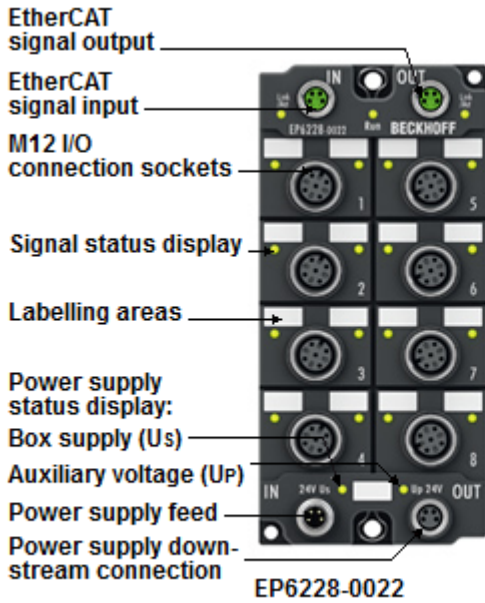 EtherCAT
signal output
EtherCAT
signal input
M12 I/O
connection sockets
Signal status display
Labelling areas
Power supply
status display:
Box supply (Us)
Auxiliary voltage (UP)
Power supply feed
Power supply down-
stream connection
IN OUT
Link
Act
Link
Act
EP6228-0022 Run BECKHOFF
1 5
2 6
3 7
4 8
IN 24V Us Up 24V OUT
EP6228-0022